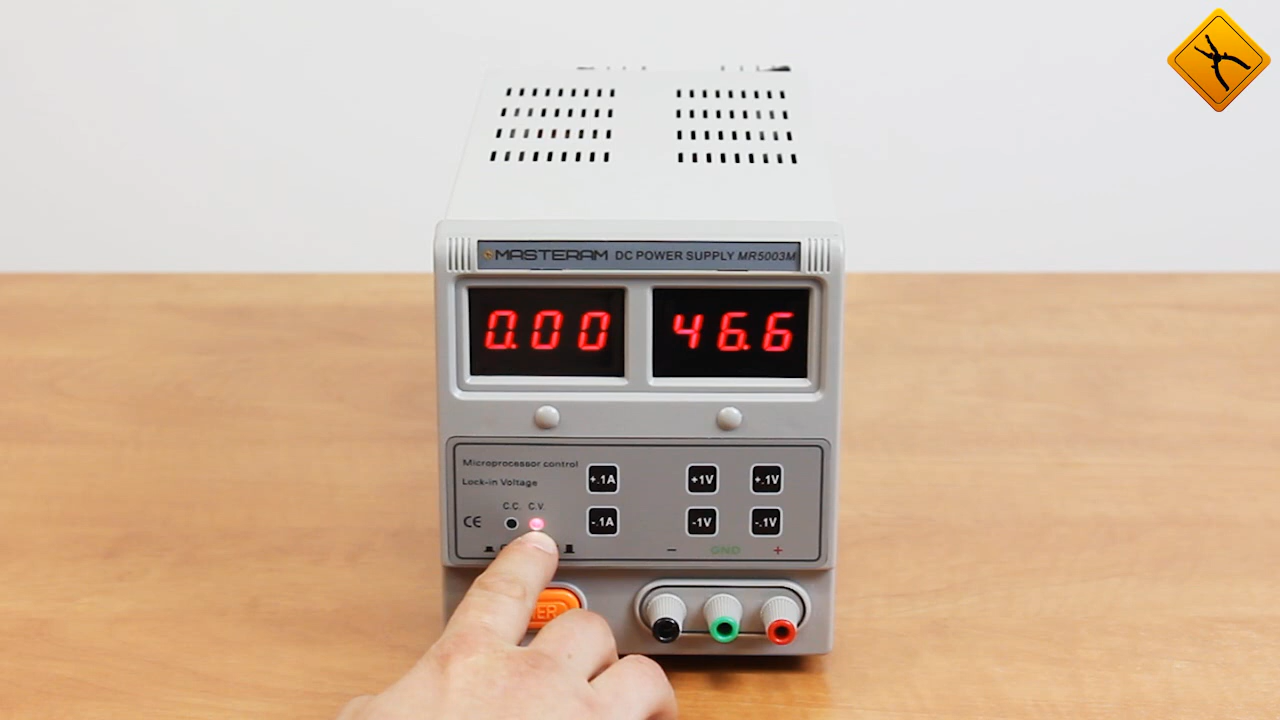 MASTERAM DC POWER SUPPLY MR5003M
0.00 46.6
Microprocessor control
Lock-in Voltage
+.1A +1V +.1V
C.C. C.V.
CE -.1A -1V -.1V
− GND +